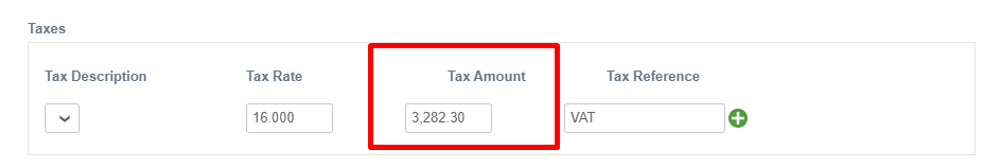 Taxes
Tax Description Tax Rate Tax Amount Tax Reference
16.000 3,282.30 VAT